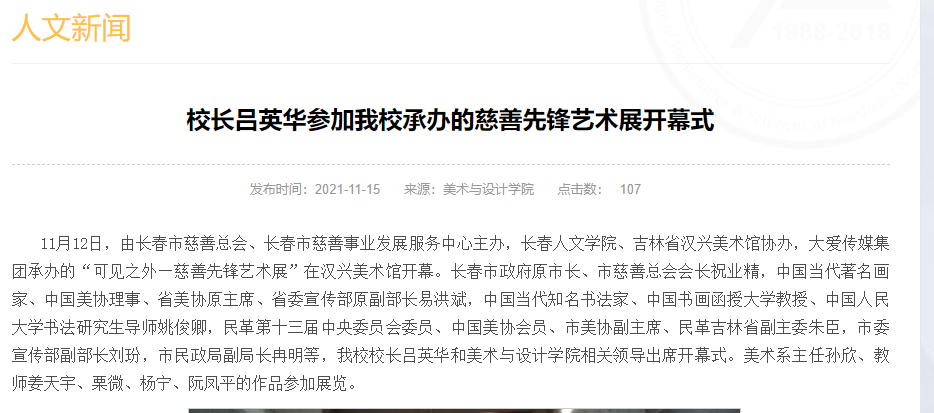 人文新闻
1988-2018
校长吕英华参加我校承办的慈善先锋艺术展开幕式
发布时间：2021-11-15 来源：美术与设计学院 点击数： 107
11月12日，由长春市慈善总会、长春市慈善事业发展服务中心主办，长春人文学院、吉林省汉兴美术馆协办，大爱传媒集
团承办的“可见之外—慈善先锋艺术展”在汉兴美术馆开幕。长春市政府原市长、市慈善总会会长祝业精，中国当代著名画
家、中国美协理事、省美协原主席、省委宣传部原副部长易洪斌，中国当代知名书法家、中国书画函授大学教授、中国人民
大学书法研究生导师姚俊卿，民革第十三届中央委员会委员、中国美协会员、市美协副主席、民革吉林省副主委朱臣，市委
宣传部副部长刘玢，市民政局副局长冉明等，我校校长吕英华和美术与设计学院相关领导出席开幕式。美术系主任孙欣、教
师姜天宇、栗微、杨宁、阮凤平的作品参加展览。